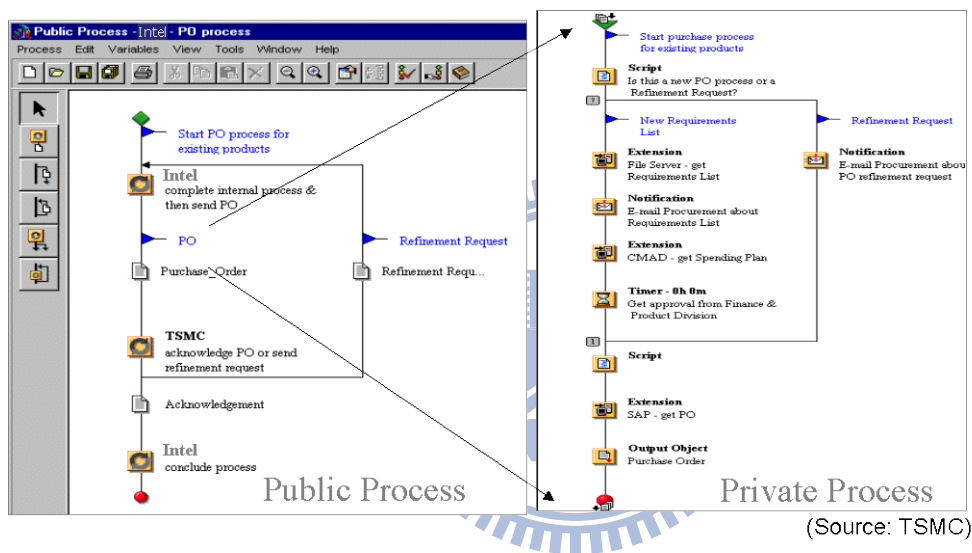 Public Process -Intel - PO process
Process Edit Variables View Tools Window Help
Start PO process for
existing products
Intel
complete internal process &
then send PO
PO
Refinement Request
Purchase_Order
Refinement Requ...
TSMC
acknowledge PO or send
refinement request
Acknowledgement
Intel
conclude process
Public Process
Start purchase process
for existing products
Script
Is this a new PO process or a
Refinement Request?
?
New Requirements
List
Refinement Request
Extension
File Server - get
Requirements List
Notification
E-mail Procurement abou
PO refinement request
Notification
E-mail Procurement about
Requirements List
Extension
CMAD - get Spending Plan
Timer - 0h 0m
Get approval from Finance &
Product Division
1
Script
Extension
SAP - get PO
Output Object
Purchase Order
Private Process
(Source: TSMC)